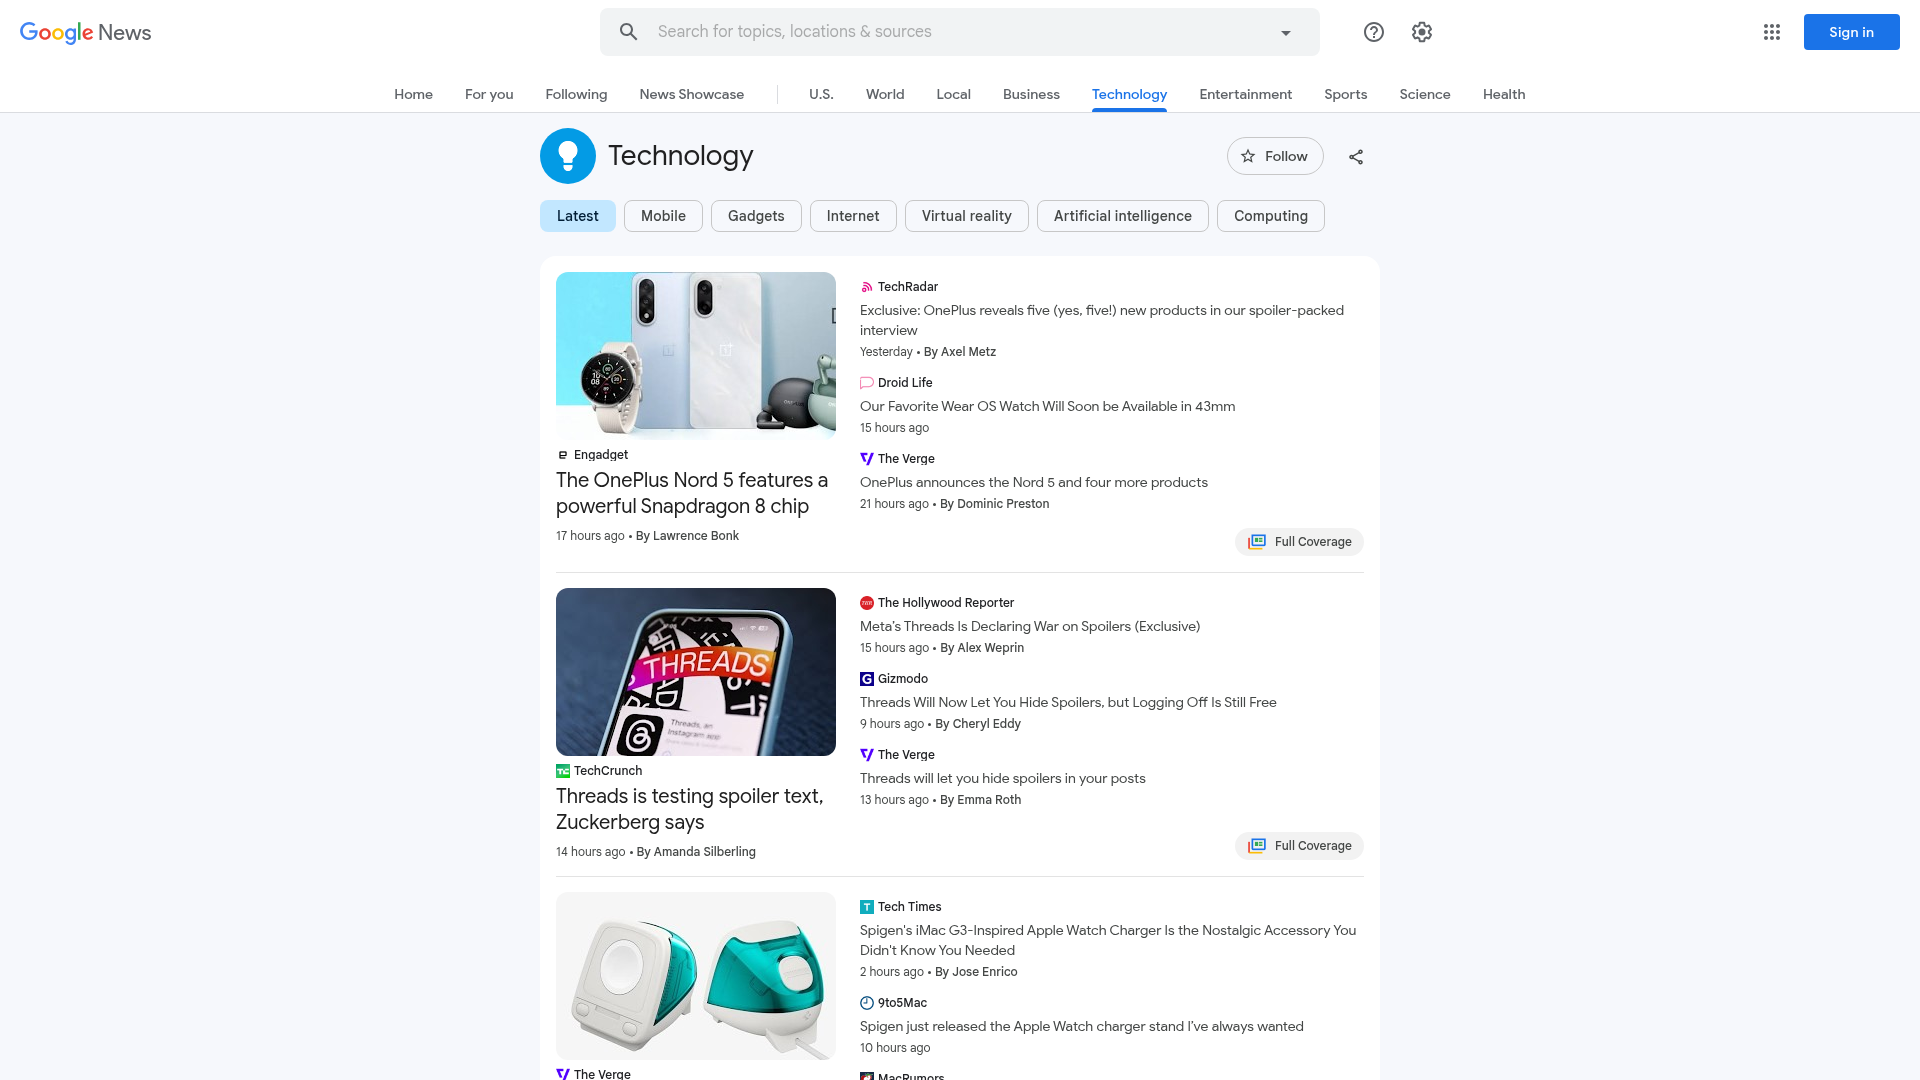 Google News
Search for topics, locations & sources
Sign in
Home
For you
Following
News Showcase
U.S.
World
Local
Business
Technology
Entertainment
Sports
Science
Health
Technology
Follow
Latest
Mobile
Gadgets
Internet
Virtual reality
Artificial intelligence
Computing
Engadget
The OnePlus Nord 5 features a
powerful Snapdragon 8 chip
17 hours ago • By Lawrence Bonk
TechRadar
Exclusive: OnePlus reveals five (yes, five!) new products in our spoiler-packed
interview
Yesterday • By Axel Metz
Droid Life
Our Favorite Wear OS Watch Will Soon be Available in 43mm
15 hours ago
The Verge
OnePlus announces the Nord 5 and four more products
21 hours ago • By Dominic Preston
Full Coverage
THREADS
Threads, an
Instagram app
TechCrunch
Threads is testing spoiler text,
Zuckerberg says
14 hours ago • By Amanda Silberling
The Hollywood Reporter
Meta’s Threads Is Declaring War on Spoilers (Exclusive)
15 hours ago • By Alex Weprin
Gizmodo
Threads Will Now Let You Hide Spoilers, but Logging Off Is Still Free
9 hours ago • By Cheryl Eddy
The Verge
Threads will let you hide spoilers in your posts
13 hours ago • By Emma Roth
Full Coverage
The Verge
Tech Times
Spigen's iMac G3-Inspired Apple Watch Charger Is the Nostalgic Accessory You
Didn't Know You Needed
2 hours ago • By Jose Enrico
9to5Mac
Spigen just released the Apple Watch charger stand I’ve always wanted
10 hours ago
MacRumors